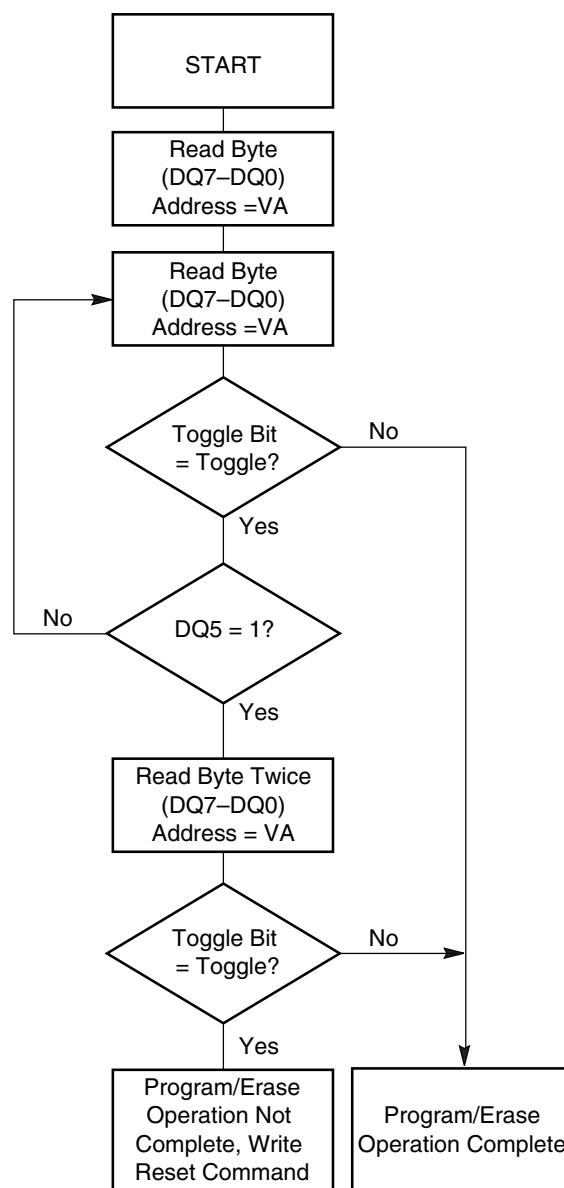 START
Read Byte
(DQ7–DQ0)
Address =VA
Read Byte
(DQ7–DQ0)
Address =VA
Toggle Bit
= Toggle?
No
Yes
No
DQ5 = 1?
Yes
Read Byte Twice
(DQ7–DQ0)
Address = VA
Toggle Bit
= Toggle?
No
Yes
Program/Erase
Operation Not
Complete, Write
Reset Command
Program/Erase
Operation Complete